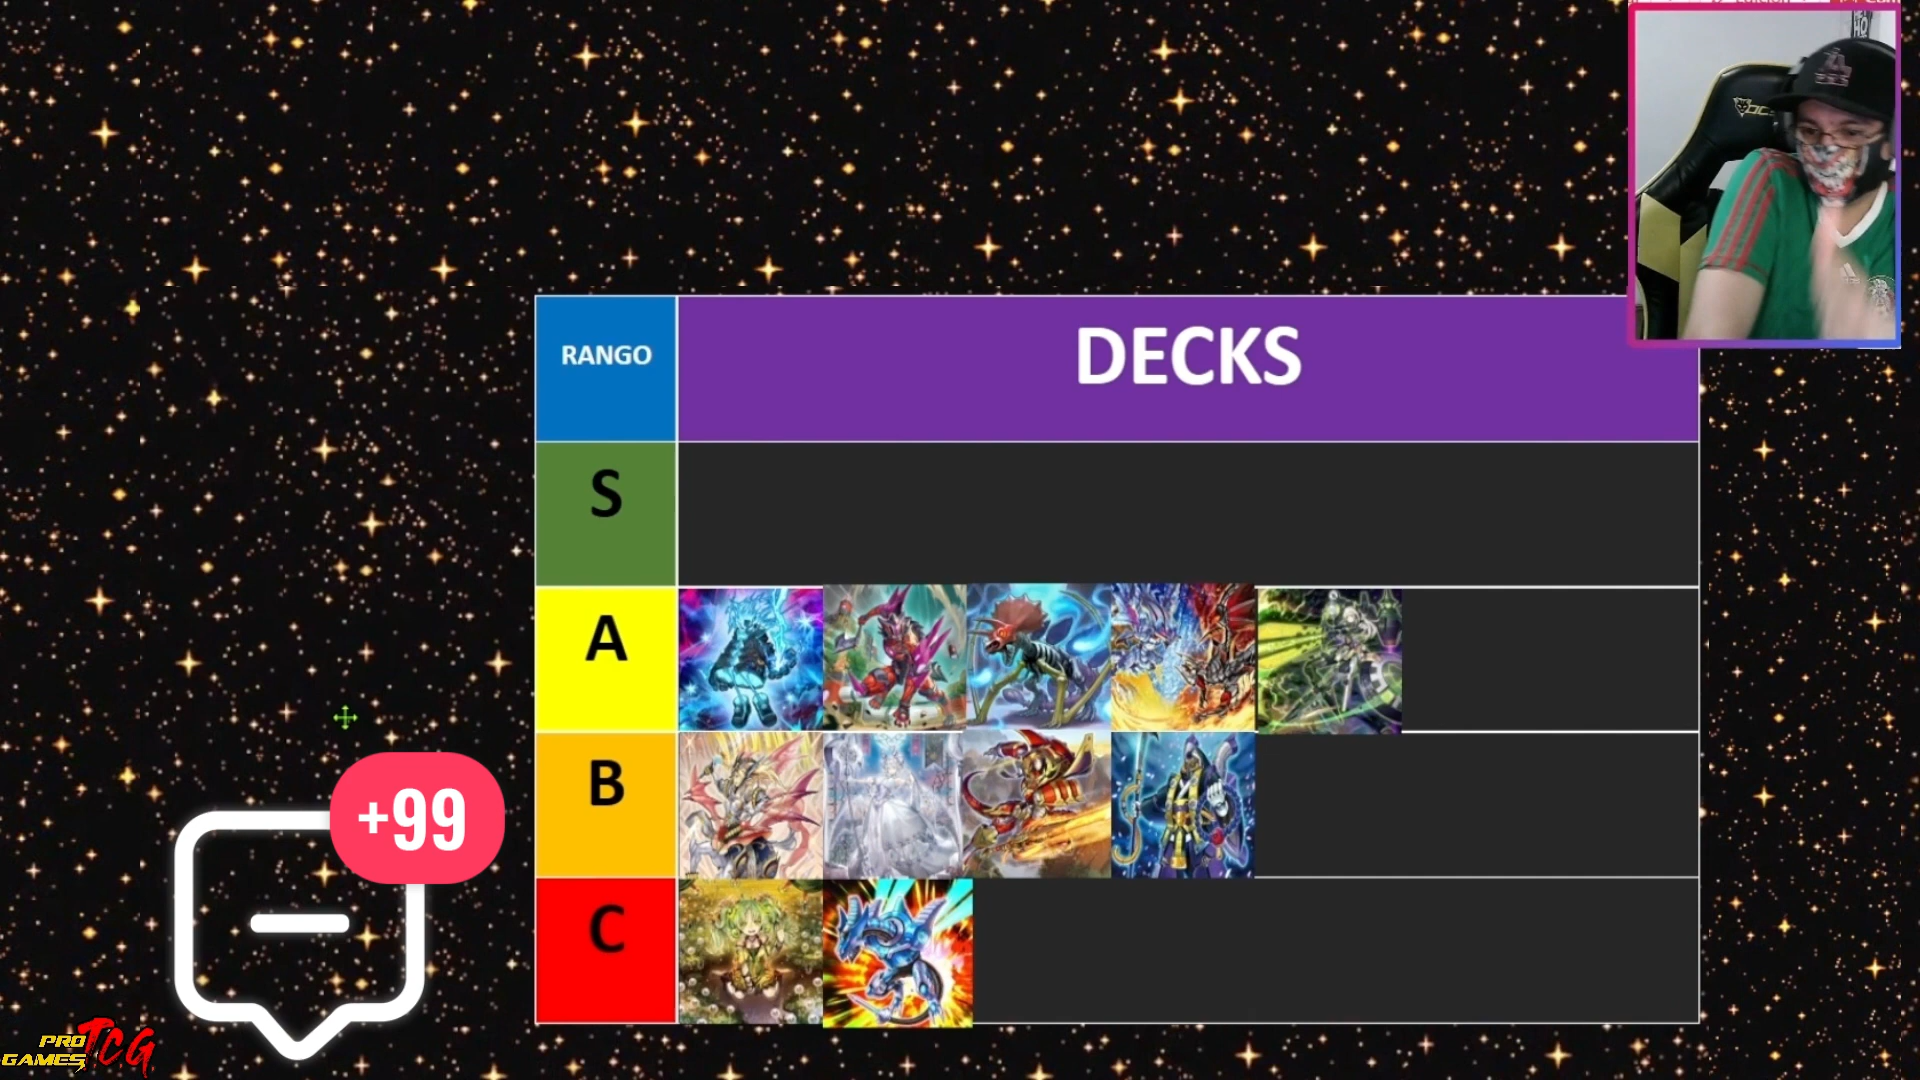 RANGO
DECKS
S
A
B
C
+99
PRO
GAMES TCG